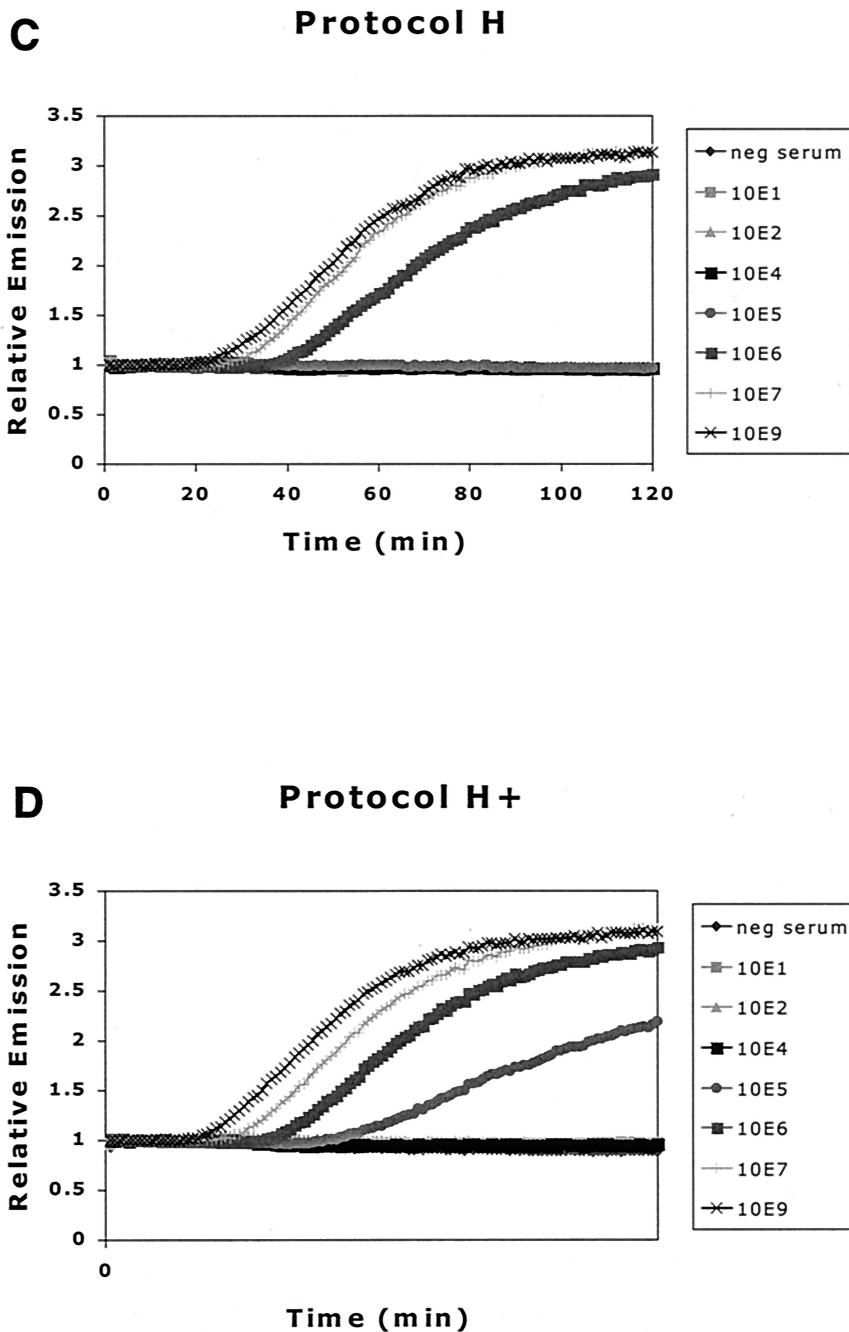 C
Protocol H
Relative Emission
3.5
3
2.5
2
1.5
1
0.5
0
0
20
40
60
80
100
120
Time (min)
neg serum
10E1
10E2
10E4
10E5
10E6
10E7
10E9
D
Protocol H+
Relative Emission
3.5
3
2.5
2
1.5
1
0.5
0
0
Time (min)
neg serum
10E1
10E2
10E4
10E5
10E6
10E7
10E9